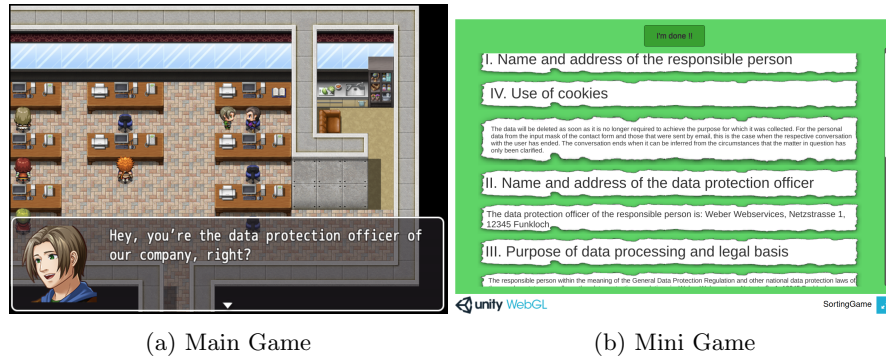 Hey, you're the data protection officer of
our company, right?
I'm done !!
I. Name and address of the responsible person
IV. Use of cookies
The data will be deleted as soon as it is no longer required to achieve the purpose for which it was collected. For the personal
data from the input mask of the contact form and those that were sent by email, this is the case when the respective conversation
with the user has ended. The conversation ends when it can be inferred from the circumstances that the matter in question has
only been clarified.
II. Name and address of the data protection officer
The data protection officer of the responsible person is: Weber Webservices, Netzstrasse 1,
12345 Funkloch,
III. Purpose of data processing and legal basis
The responsible person within the meaning of the General Data Protection Regulation and other national data protection laws of
unity WebGL
SortingGame
(a) Main Game
(b) Mini Game